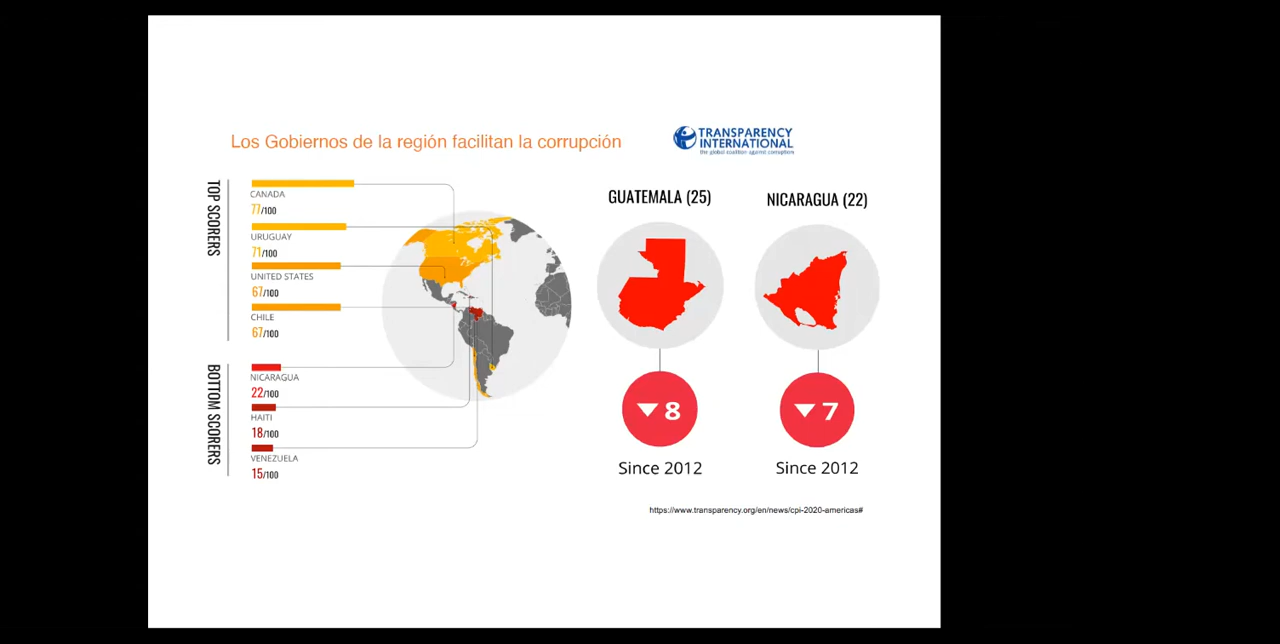 Los Gobiernos de la región facilitan la corrupción
TRANSPARENCY
INTERNATIONAL
the global coalition against corruption
TOP SCORERS
CANADA
77/100
URUGUAY
71/100
UNITED STATES
67/100
CHILE
67/100
BOTTOM SCORERS
NICARAGUA
22/100
HAITI
18/100
VENEZUELA
15/100
GUATEMALA (25)
8
Since 2012
NICARAGUA (22)
7
Since 2012
https://www.transparency.org/en/news/cpi-2020-americas#